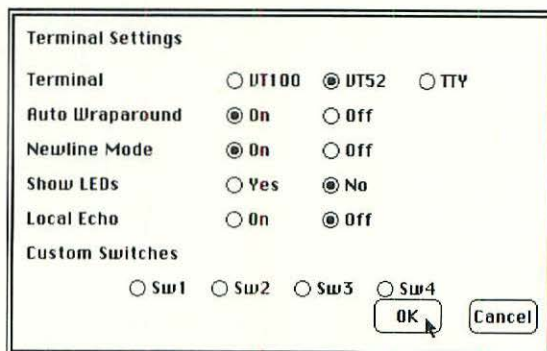 Terminal Settings
Terminal VT100 VT52 TTY
Auto Wraparound On Off
Newline Mode On Off
Show LEDs Yes No
Local Echo On Off
Custom Switches
Sw1 Sw2 Sw3 Sw4
OK Cancel